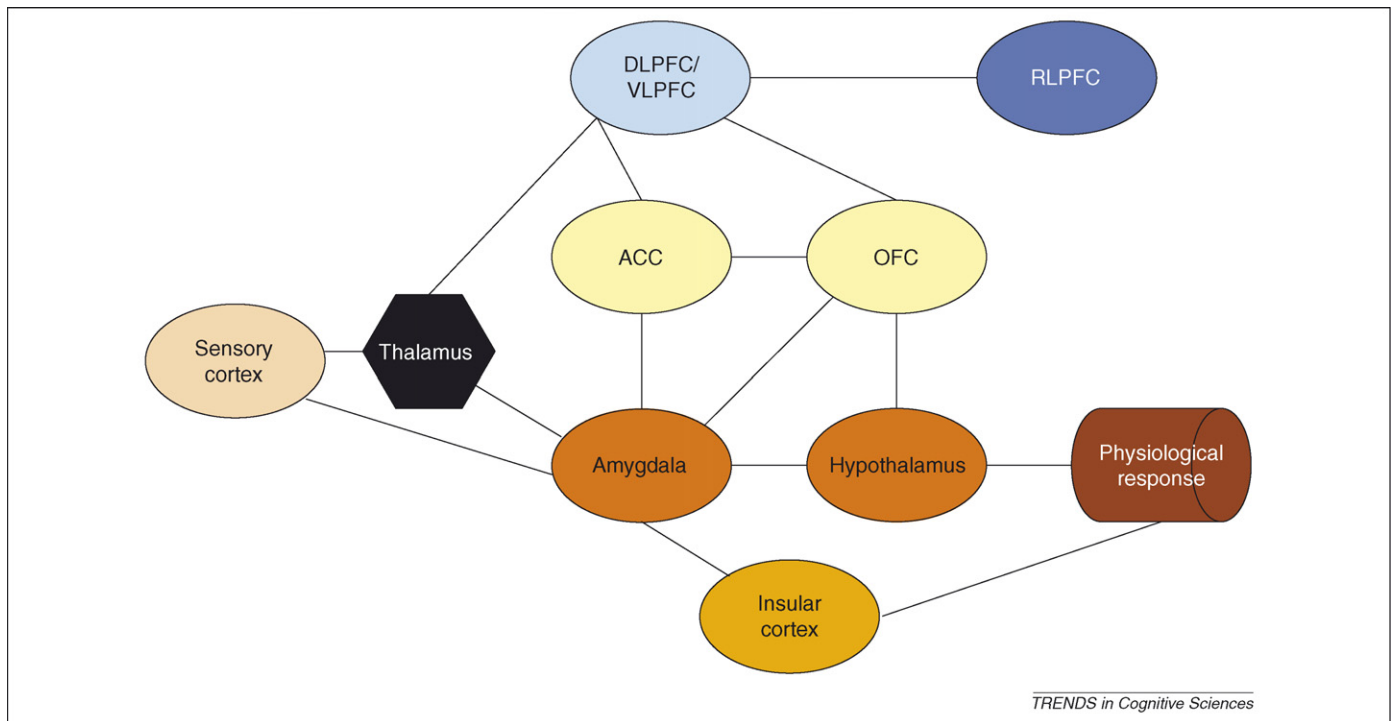 DLPFC/
VLPFC
RLPFC
ACC
OFC
Sensory
cortex
Thalamus
Amygdala
Hypothalamus
Physiological
response
Insular
cortex
TRENDS in Cognitive Sciences